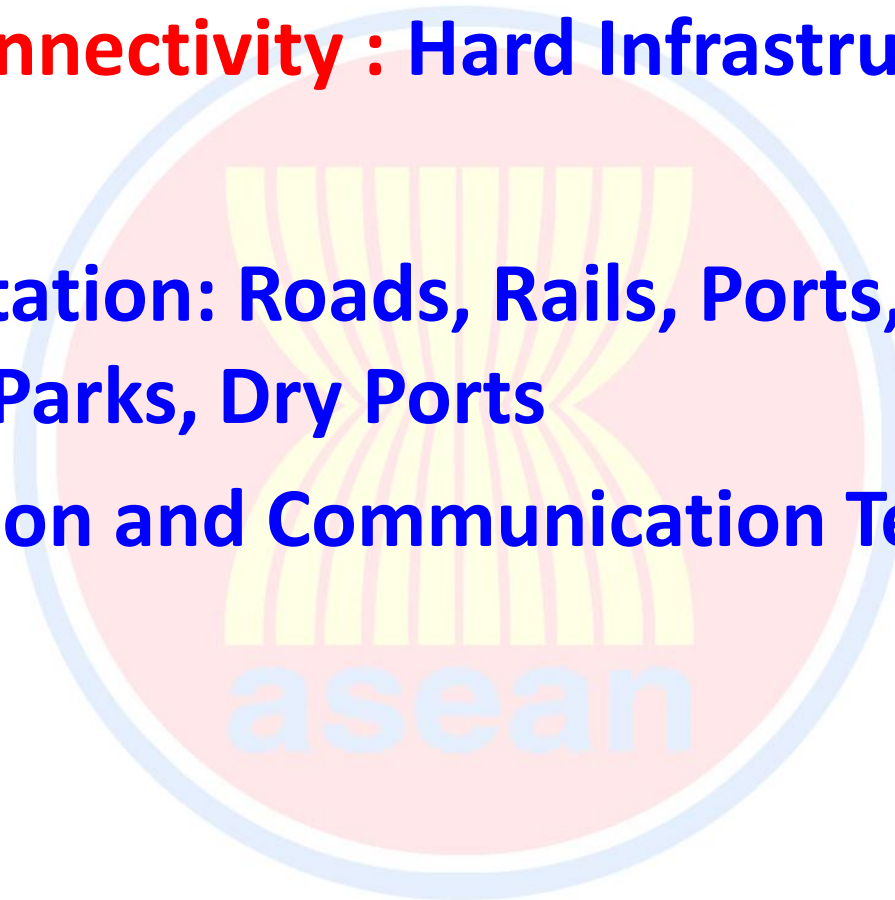 nnectivity : Hard Infrastru
tation: Roads, Rails, Ports,
Parks, Dry Ports
on and Communication Te
asean